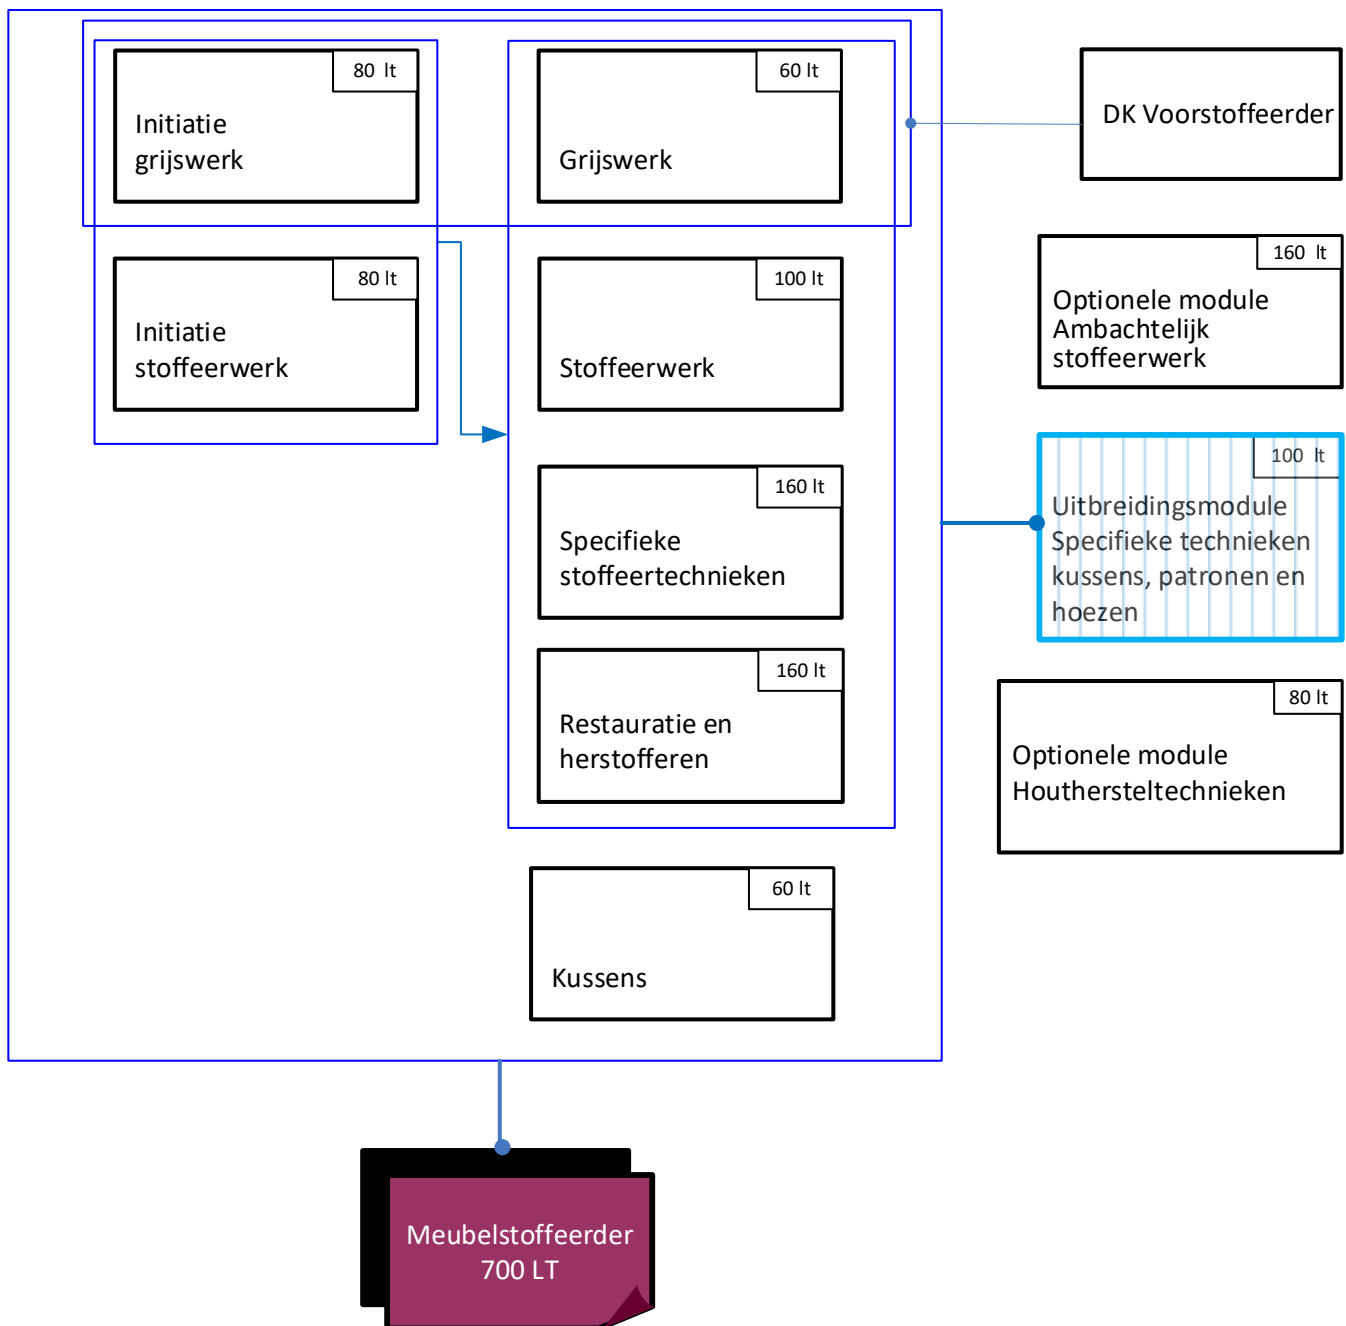 80 lt
Initiatie
grijswerk
60 lt
Grijswerk
DK Voorstoffeerder
80 lt
Initiatie
stoffeerwerk
100 lt
Stoffeerwerk
160 lt
Optionele module
Ambachtelijk
stoffeerwerk
160 lt
Specifieke
stoffeertechnieken
100 lt
Uitbreidingsmodule
Specifieke technieken
kussens, patronen en
hoezen
160 lt
Restauratie en
herstofferen
80 lt
Optionele module
Houthersteltechnieken
60 lt
Kussens
Meubelstoffeerder
700 LT